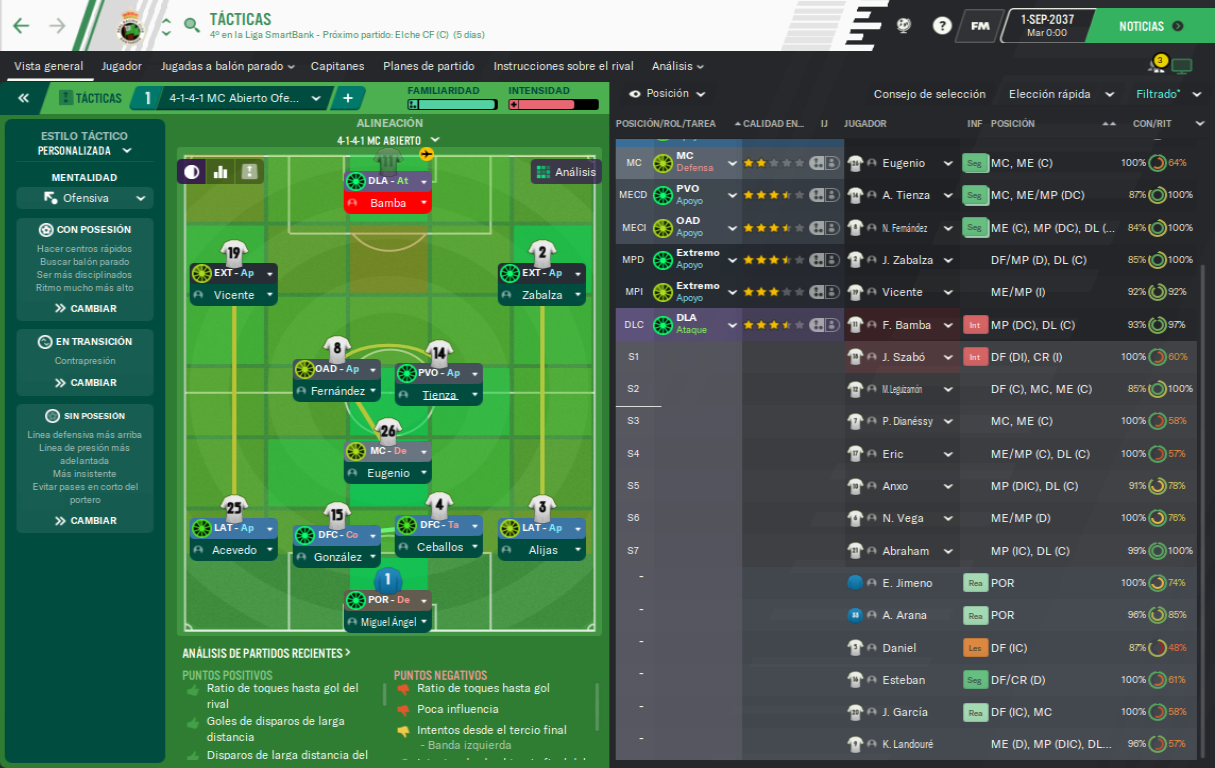 TÁCTICAS
4º en la Liga SmartBank - Próximo partido: Elche CF (C) (5 días)
?
FM
1-SEP-2037
Mar 0:00
NOTICIAS
Vista general
Jugador
Jugadas a balón parado
Capitanes
Planes de partido
Instrucciones sobre el rival
Análisis
3
TÁCTICAS
1
4-1-4-1 MC Abierto Ofe...
+
FAMILIARIDAD
INTENSIDAD
ESTILO TÁCTICO
PERSONALIZADA
MENTALIDAD
Ofensiva
CON POSESIÓN
Hacer centros rápidos
Buscar balón parado
Ser más disciplinados
Ritmo mucho más alto
CAMBIAR
EN TRANSICIÓN
Contrapresión
CAMBIAR
SIN POSESIÓN
Línea defensiva más arriba
Línea de presión más
adelantada
Más insistente
Evitar pases en corto del
portero
CAMBIAR
ALINEACIÓN
4-1-4-1 MC ABIERTO
Análisis
11
DLA - At
Bamba
19
EXT - Ap
Vicente
2
EXT - Ap
Zabalza
8
OAD - Ap
Fernández
14
PVO - Ap
Tienza
26
MC - De
Eugenio
25
LAT - Ap
Acevedo
15
DFC - Co
González
4
DFC - Ta
Ceballos
3
LAT - Ap
Alijas
1
POR - De
Miguel Ángel
ANÁLISIS DE PARTIDOS RECIENTES >
PUNTOS POSITIVOS
Ratio de toques hasta gol del
rival
Goles de disparos de larga
distancia
Disparos de larga distancia del
PUNTOS NEGATIVOS
Ratio de toques hasta gol
Poca influencia
Intentos desde el tercio final
- Banda izquierda
Posición
Consejo de selección
Elección rápida
Filtrado*
POSICIÓN/ROL/TAREA CALIDAD EN... IJ JUGADOR INF POSICIÓN CON/RIT
MC MC Defensa Eugenio Seg MC, ME (C) 100% 64%
MECD PVO Apoyo A. Tienza Seg MC, ME/MP (DC) 87% 100%
MECI OAD Apoyo N. Fernández Seg ME (C), MP (DC), DL (... 84% 100%
MPD Extremo Apoyo J. Zabalza DF/MP (D), DL (C) 85% 100%
MPI Extremo Apoyo Vicente ME/MP (I) 92% 92%
DLC DLA Ataque F. Bamba Int MP (DC), DL (C) 93% 97%
S1 J. Szabó Int DF (DI), CR (I) 100% 60%
S2 M. Leguizamón DF (C), MC, ME (C) 85% 100%
S3 P. Dianéssy MC, ME (C) 100% 58%
S4 Eric ME/MP (C), DL (C) 100% 57%
S5 Anxo MP (DIC), DL (C) 91% 78%
S6 N. Vega ME/MP (D) 100% 76%
S7 Abraham MP (IC), DL (C) 99% 100%
- E. Jimeno Rea POR 100% 74%
- A. Arana Rea POR 96% 85%
- Daniel Les DF (IC) 87% 48%
- Esteban Seg DF/CR (D) 100% 61%
- J. García Rea DF (IC), MC 100% 58%
- K. Landouré ME (D), MP (DIC), DL... 96% 57%